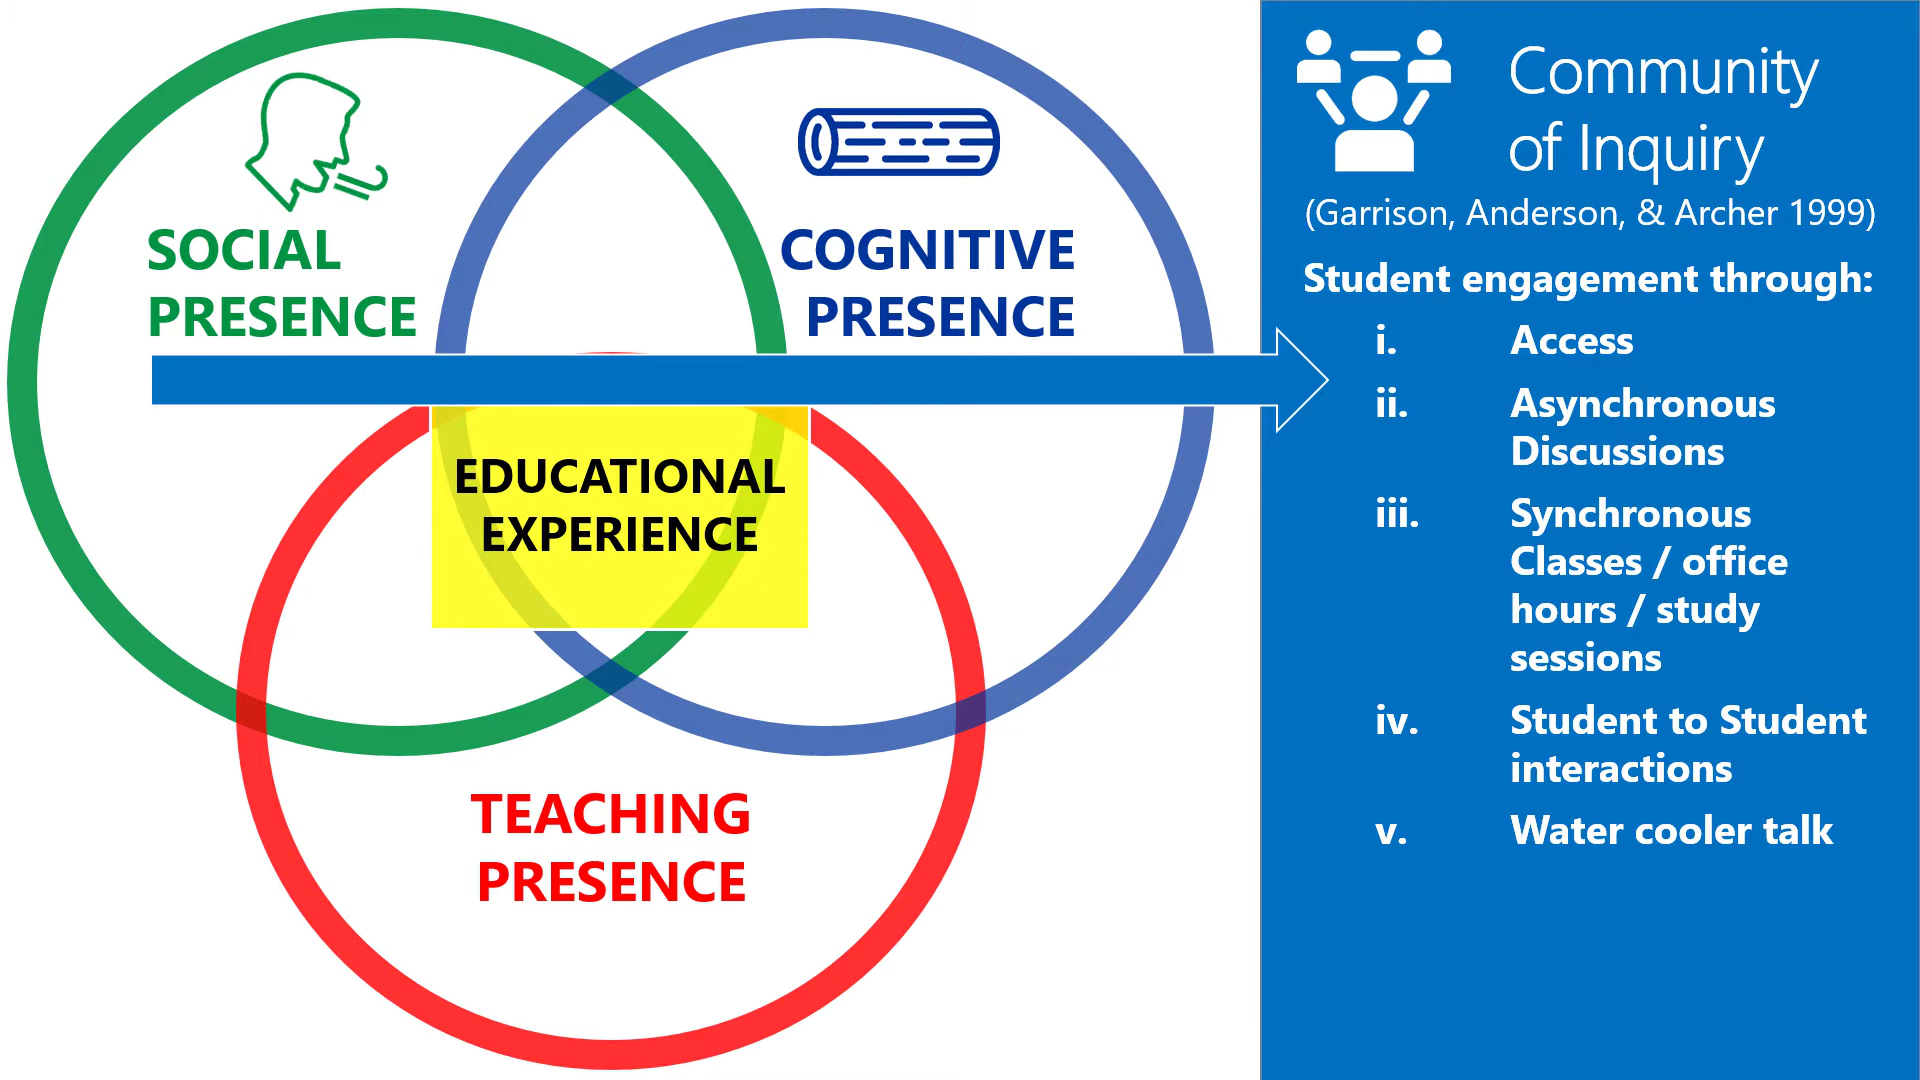 SOCIAL
PRESENCE
COGNITIVE
PRESENCE
EDUCATIONAL
EXPERIENCE
TEACHING
PRESENCE
Community
of Inquiry
(Garrison, Anderson, & Archer 1999)
Student engagement through:
i. Access
ii. Asynchronous
Discussions
iii. Synchronous
Classes / office
hours / study
sessions
iv. Student to Student
interactions
v. Water cooler talk